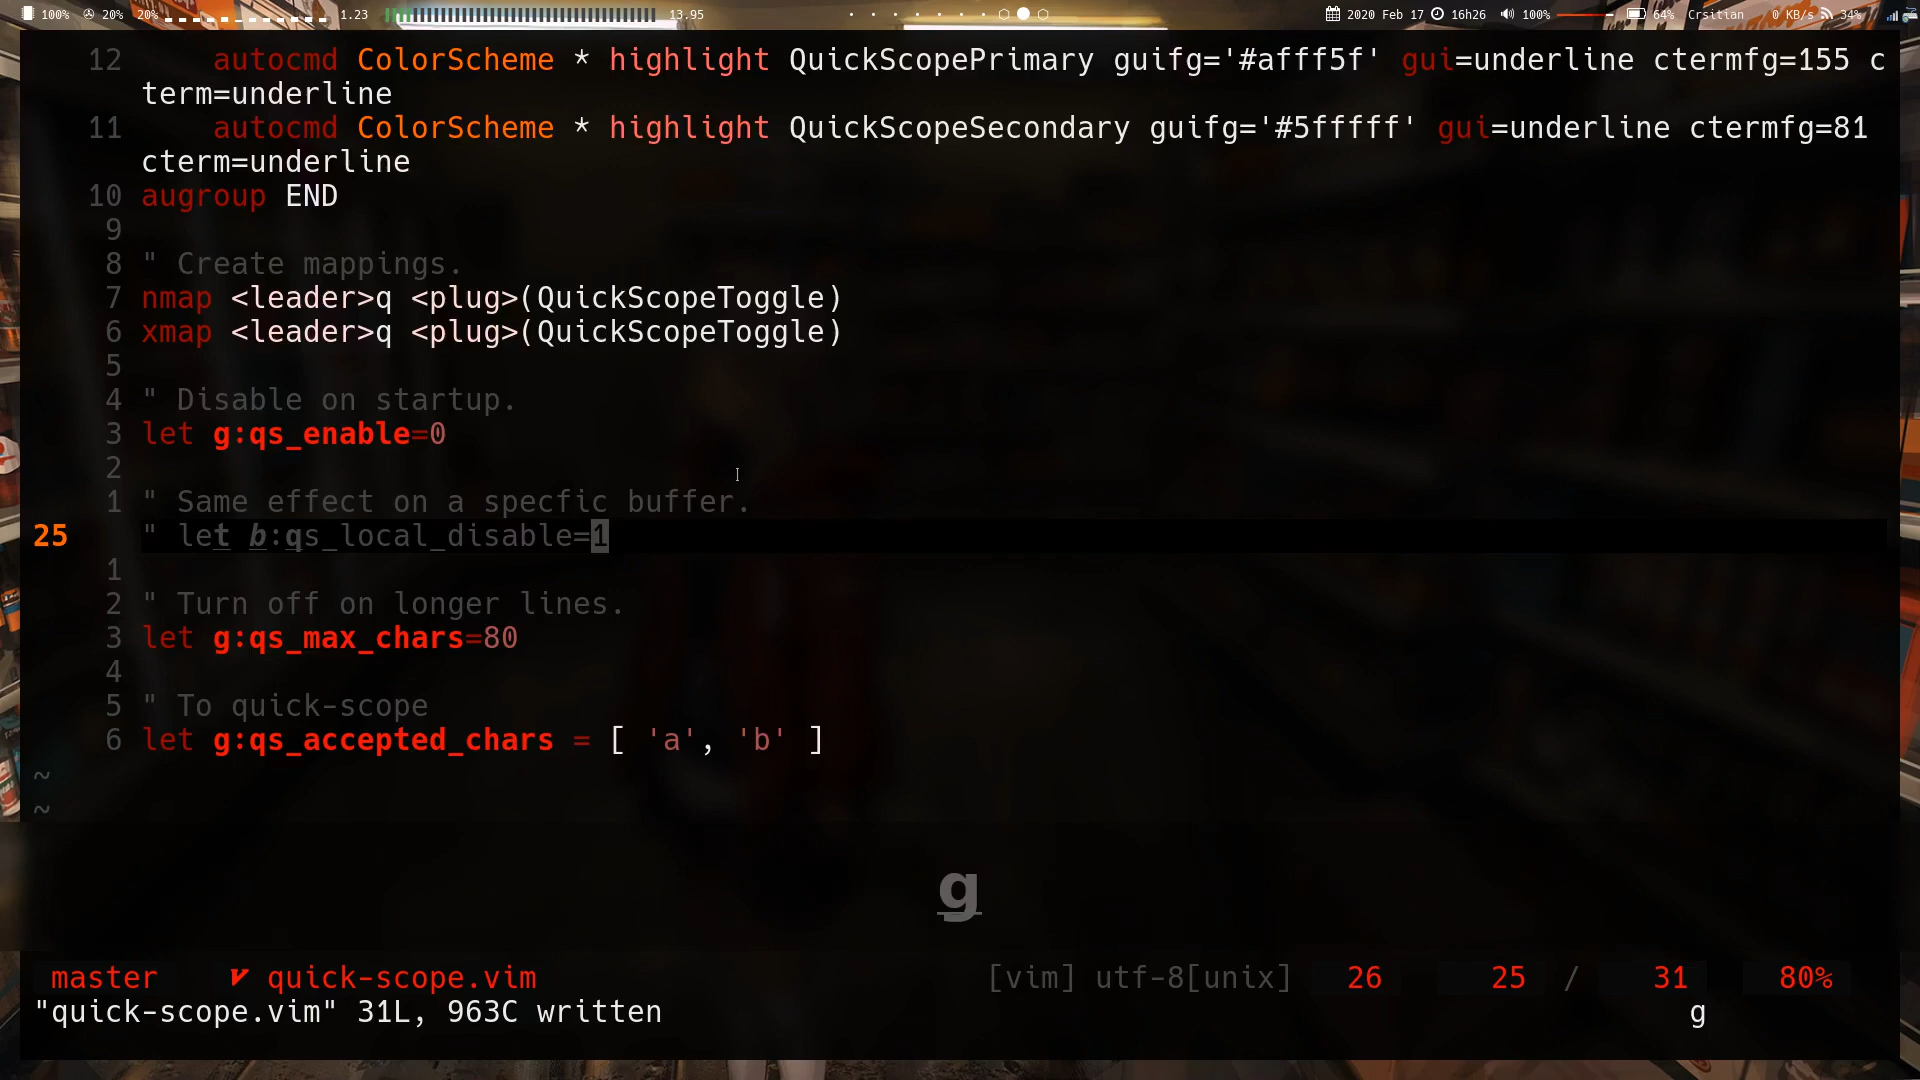 100% 20% 20% 1.23 13.95 2020 Feb 17 16h26 100% 64% Crsitian 0 KB/s 34%
12 autocmd ColorScheme * highlight QuickScopePrimary guifg='#afff5f' gui=underline ctermfg=155 c
term=underline
11 autocmd ColorScheme * highlight QuickScopeSecondary guifg='#5fffff' gui=underline ctermfg=81
cterm=underline
10 augroup END
9
8 " Create mappings.
7 nmap <leader>q <plug>(QuickScopeToggle)
6 xmap <leader>q <plug>(QuickScopeToggle)
5
4 " Disable on startup.
3 let g:qs_enable=0
2
1 " Same effect on a specfic buffer.
25 " let b:qs_local_disable=1
1
2 " Turn off on longer lines.
3 let g:qs_max_chars=80
4
5 " To quick-scope
6 let g:qs_accepted_chars = [ 'a', 'b' ]
~
~
g
master quick-scope.vim [vim] utf-8[unix] 26 25 / 31 80%
"quick-scope.vim" 31L, 963C written g